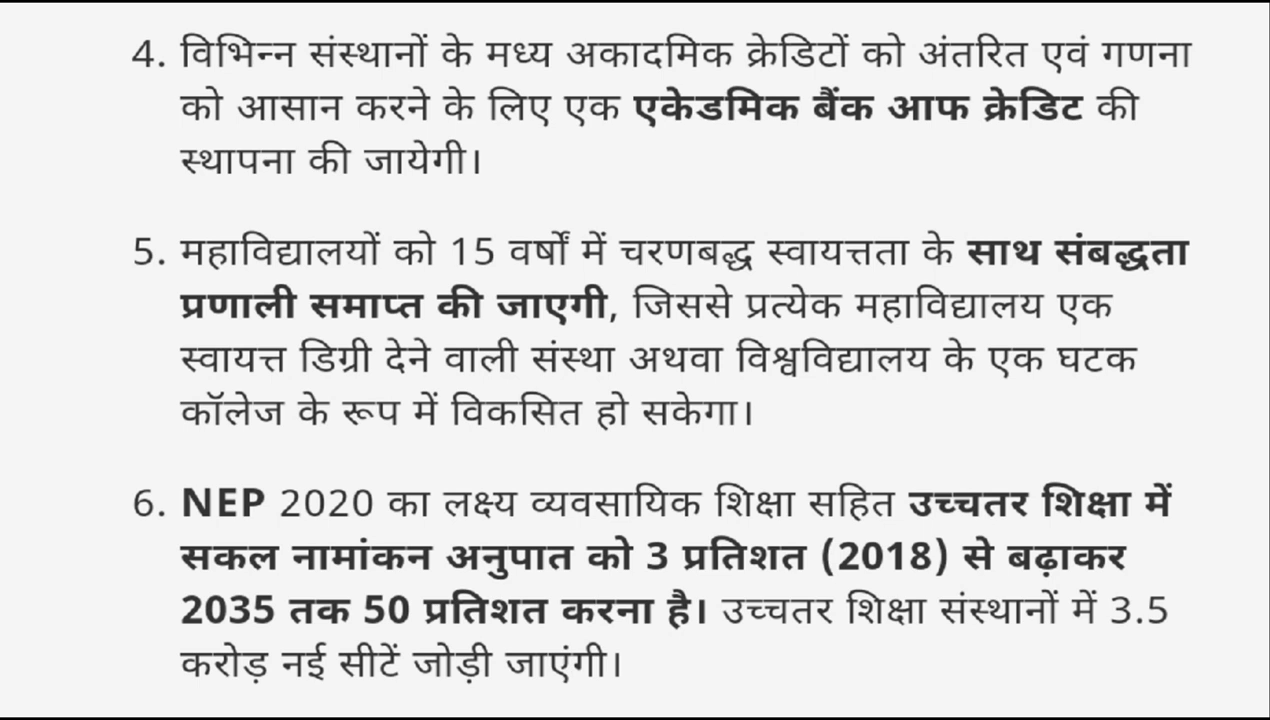 4. विभिन्न संस्थानों के मध्य अकादमिक क्रेडिटों को अंतरित एवं गणना
को आसान करने के लिए एक एकेडमिक बैंक आफ क्रेडिट की
स्थापना की जायेगी।
5. महाविद्यालयों को 15 वर्षों में चरणबद्ध स्वायत्तता के साथ संबद्धता
प्रणाली समाप्त की जाएगी, जिससे प्रत्येक महाविद्यालय एक
स्वायत्त डिग्री देने वाली संस्था अथवा विश्वविद्यालय के एक घटक
कॉलेज के रूप में विकसित हो सकेगा।
6. NEP 2020 का लक्ष्य व्यवसायिक शिक्षा सहित उच्चतर शिक्षा में
सकल नामांकन अनुपात को 3 प्रतिशत (2018) से बढ़ाकर
2035 तक 50 प्रतिशत करना है। उच्चतर शिक्षा संस्थानों में 3.5
करोड़ नई सीटें जोड़ी जाएंगी।